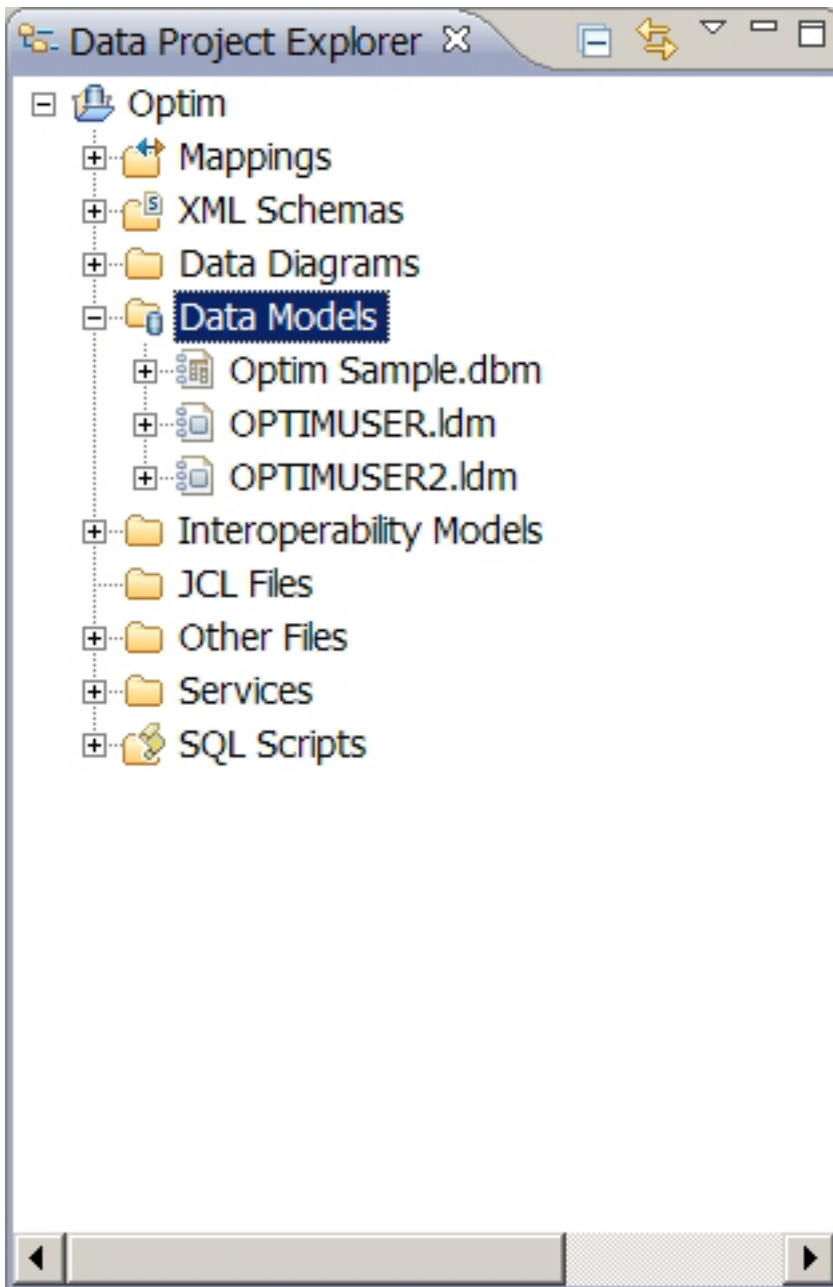 Data Project Explorer
Optim
Mappings
XML Schemas
Data Diagrams
Data Models
Optim Sample.dbm
OPTIMUSER.ldm
OPTIMUSER2.ldm
Interoperability Models
JCL Files
Other Files
Services
SQL Scripts